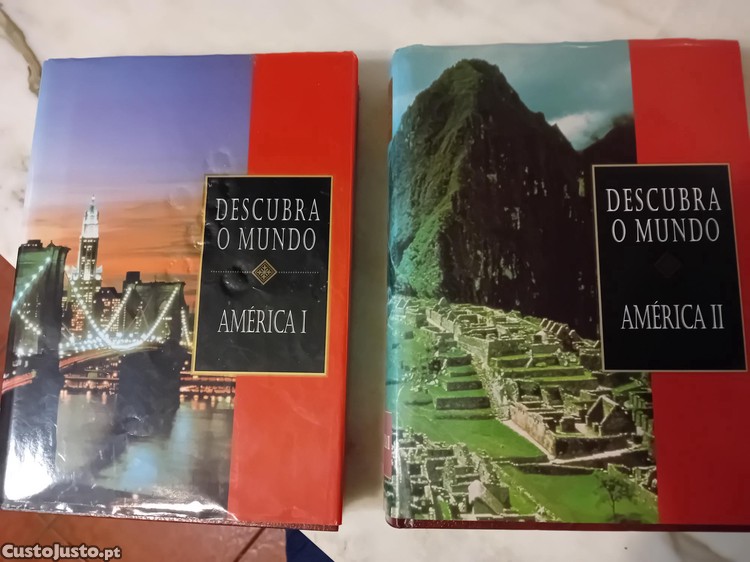 DESCUBRA
O MUNDO
AMÉRICA I
DESCUBRA
O MUNDO
AMÉRICA II
CustoJusto.pt